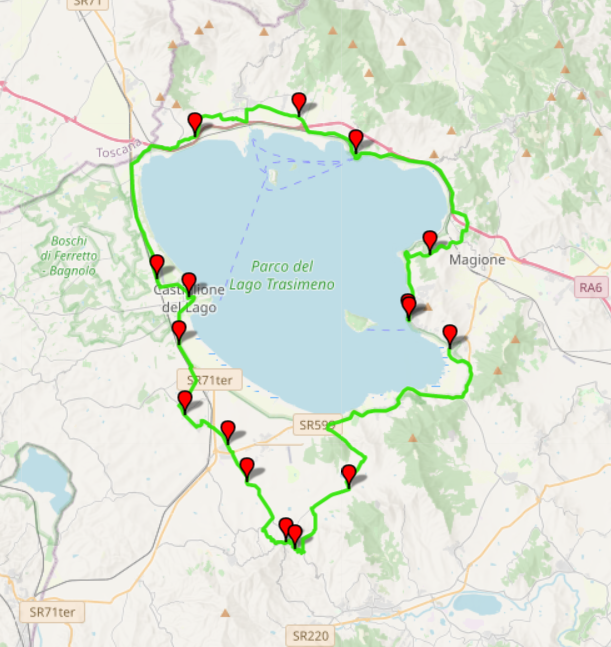 SR71
Toscana
Boschi
di Ferretto
- Bagnolo
Parco del
Lago Trasimeno
Magione
RA6
Castiglione
del Lago
SR71ter
SR599
SR71ter
SR220